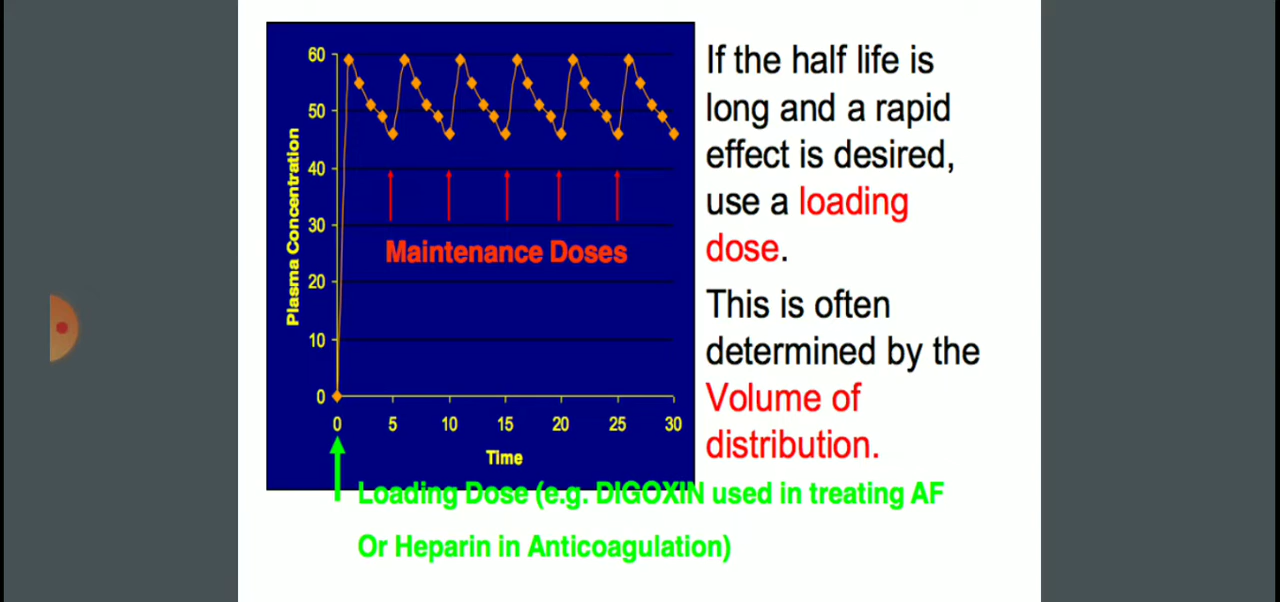 60
50
40
30
20
10
0
Plasma Concentration
Maintenance Doses
0 5 10 15 20 25 30
Time
If the half life is
long and a rapid
effect is desired,
use a loading
dose.
This is often
determined by the
Volume of
distribution.
Loading Dose (e.g. DIGOXIN used in treating AF
Or Heparin in Anticoagulation)